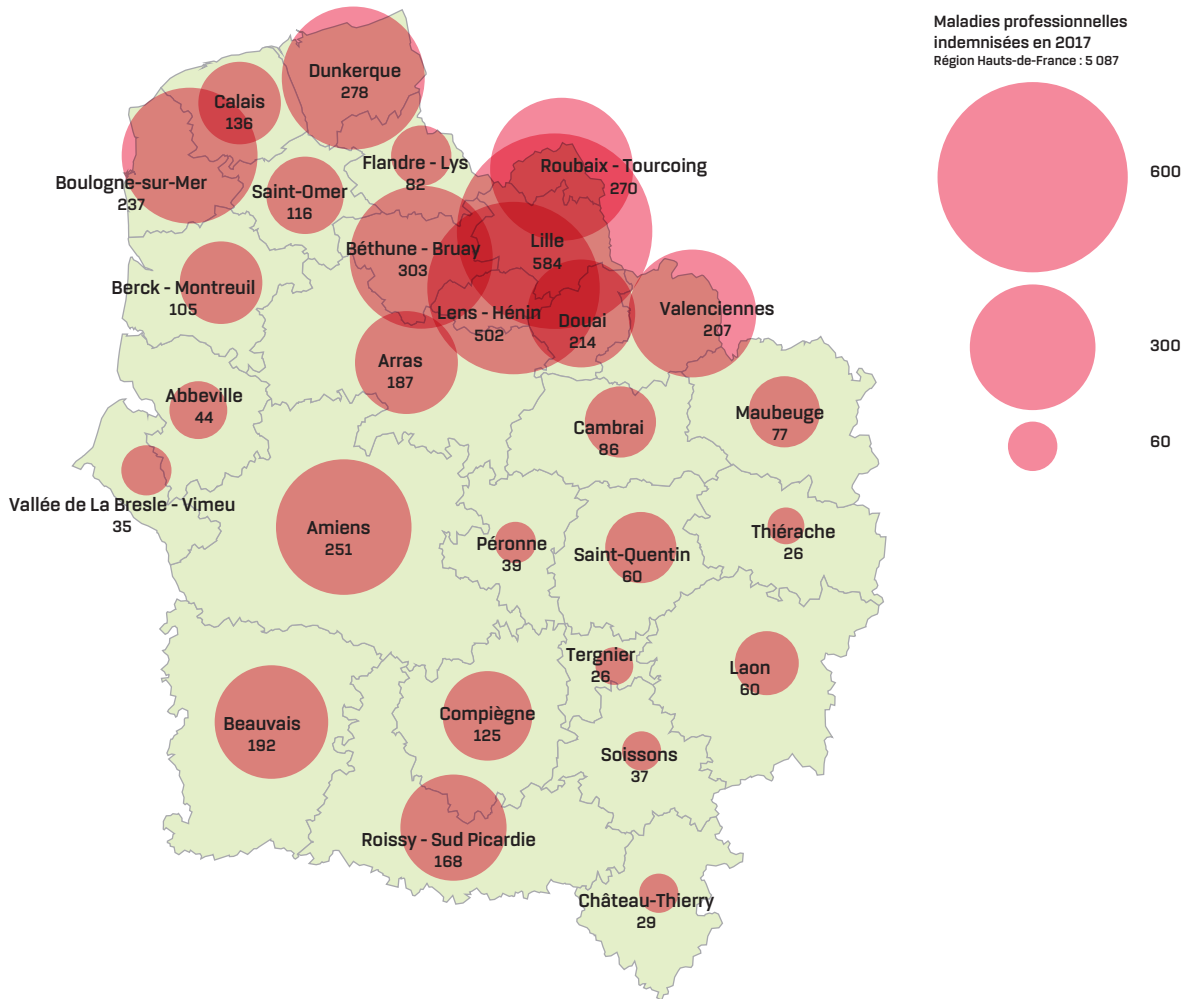 Maladies professionnelles
indemnisées en 2017
Région Hauts-de-France : 5 087
600
300
60
Dunkerque
278
Calais
136
Flandre - Lys
82
Roubaix - Tourcoing
270
Boulogne-sur-Mer
237
Saint-Omer
116
Béthune - Bruay
303
Lille
584
Berck - Montreuil
105
Lens - Hénin
502
Douai
214
Valenciennes
207
Arras
187
Abbeville
44
Cambrai
86
Maubeuge
77
Vallée de La Bresle - Vimeu
35
Amiens
251
Péronne
39
Saint-Quentin
60
Thiérache
26
Tergnier
26
Laon
60
Beauvais
192
Compiègne
125
Soissons
37
Roissy - Sud Picardie
168
Château-Thierry
29